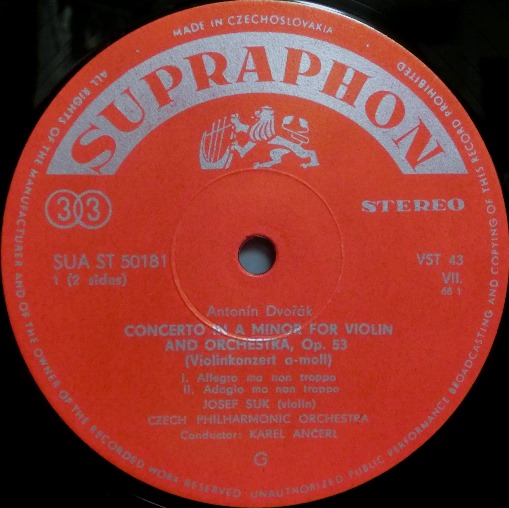 MADE IN CZECHOSLOVAKIA
ALL RIGHTS OF THE MANUFACTURER AND OF THE OWNER OF THE RECORDED WORK RESERVED · UNAUTHORIZED PUBLIC PERFORMANCE BROADCASTING AND COPYING OF THIS RECORD PROHIBITED
SUPRAPHON
33
STEREO
SUA ST 50181
1 (2 sides)
VST 43
VII.
68 1
Antonín Dvořák
CONCERTO IN A MINOR FOR VIOLIN
AND ORCHESTRA, Op. 53
(Violinkonzert a-moll)
I. Allegro ma non troppo
II. Adagio ma non troppo
JOSEF SUK (violin)
CZECH PHILHARMONIC ORCHESTRA
Conductor: KAREL ANČERL
G